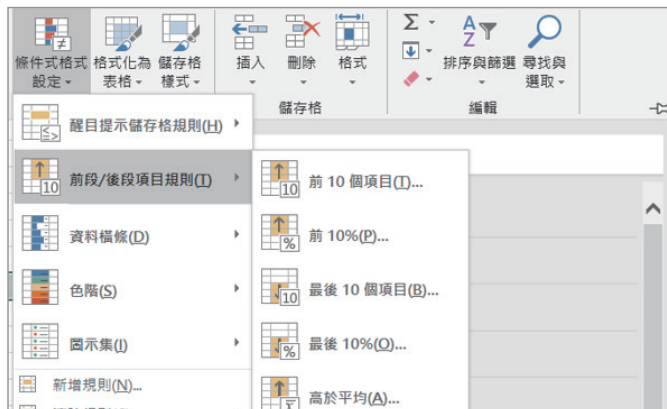 條件式格式 格式化為 儲存格 插入 刪除 格式 排序與篩選 尋找與
設定 表格 樣式 選取
儲存格 編輯
醒目提示儲存格規則(H)
前段/後段項目規則(T)
資料橫條(D)
色階(S)
圖示集(I)
新增規則(N)...
前 10 個項目(T)...
前 10%(P)...
最後 10 個項目(B)...
最後 10%(O)...
高於平均(A)...